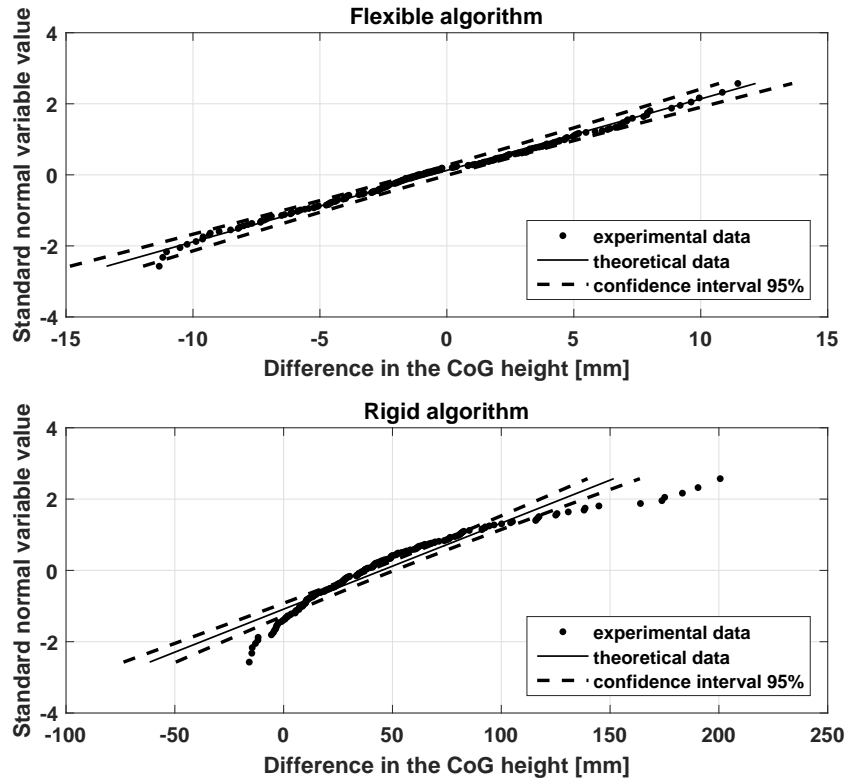 Flexible algorithm
Standard normal variable value
4
2
0
-2
-4
experimental data
theoretical data
confidence interval 95%
-15 -10 -5 0 5 10 15
Difference in the CoG height [mm]
Rigid algorithm
Standard normal variable value
4
2
0
-2
-4
experimental data
theoretical data
confidence interval 95%
-100 -50 0 50 100 150 200 250
Difference in the CoG height [mm]